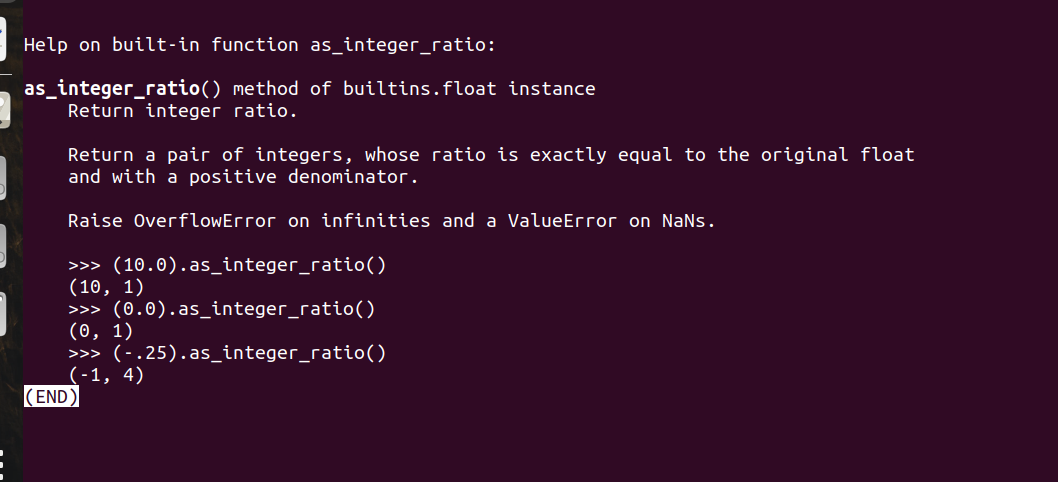 Help on built-in function as_integer_ratio:
as_integer_ratio() method of builtins.float instance
Return integer ratio.
Return a pair of integers, whose ratio is exactly equal to the original float
and with a positive denominator.
Raise OverflowError on infinities and a ValueError on NaNs.
>>> (10.0).as_integer_ratio()
(10, 1)
>>> (0.0).as_integer_ratio()
(0, 1)
>>> (-.25).as_integer_ratio()
(-1, 4)
(END)